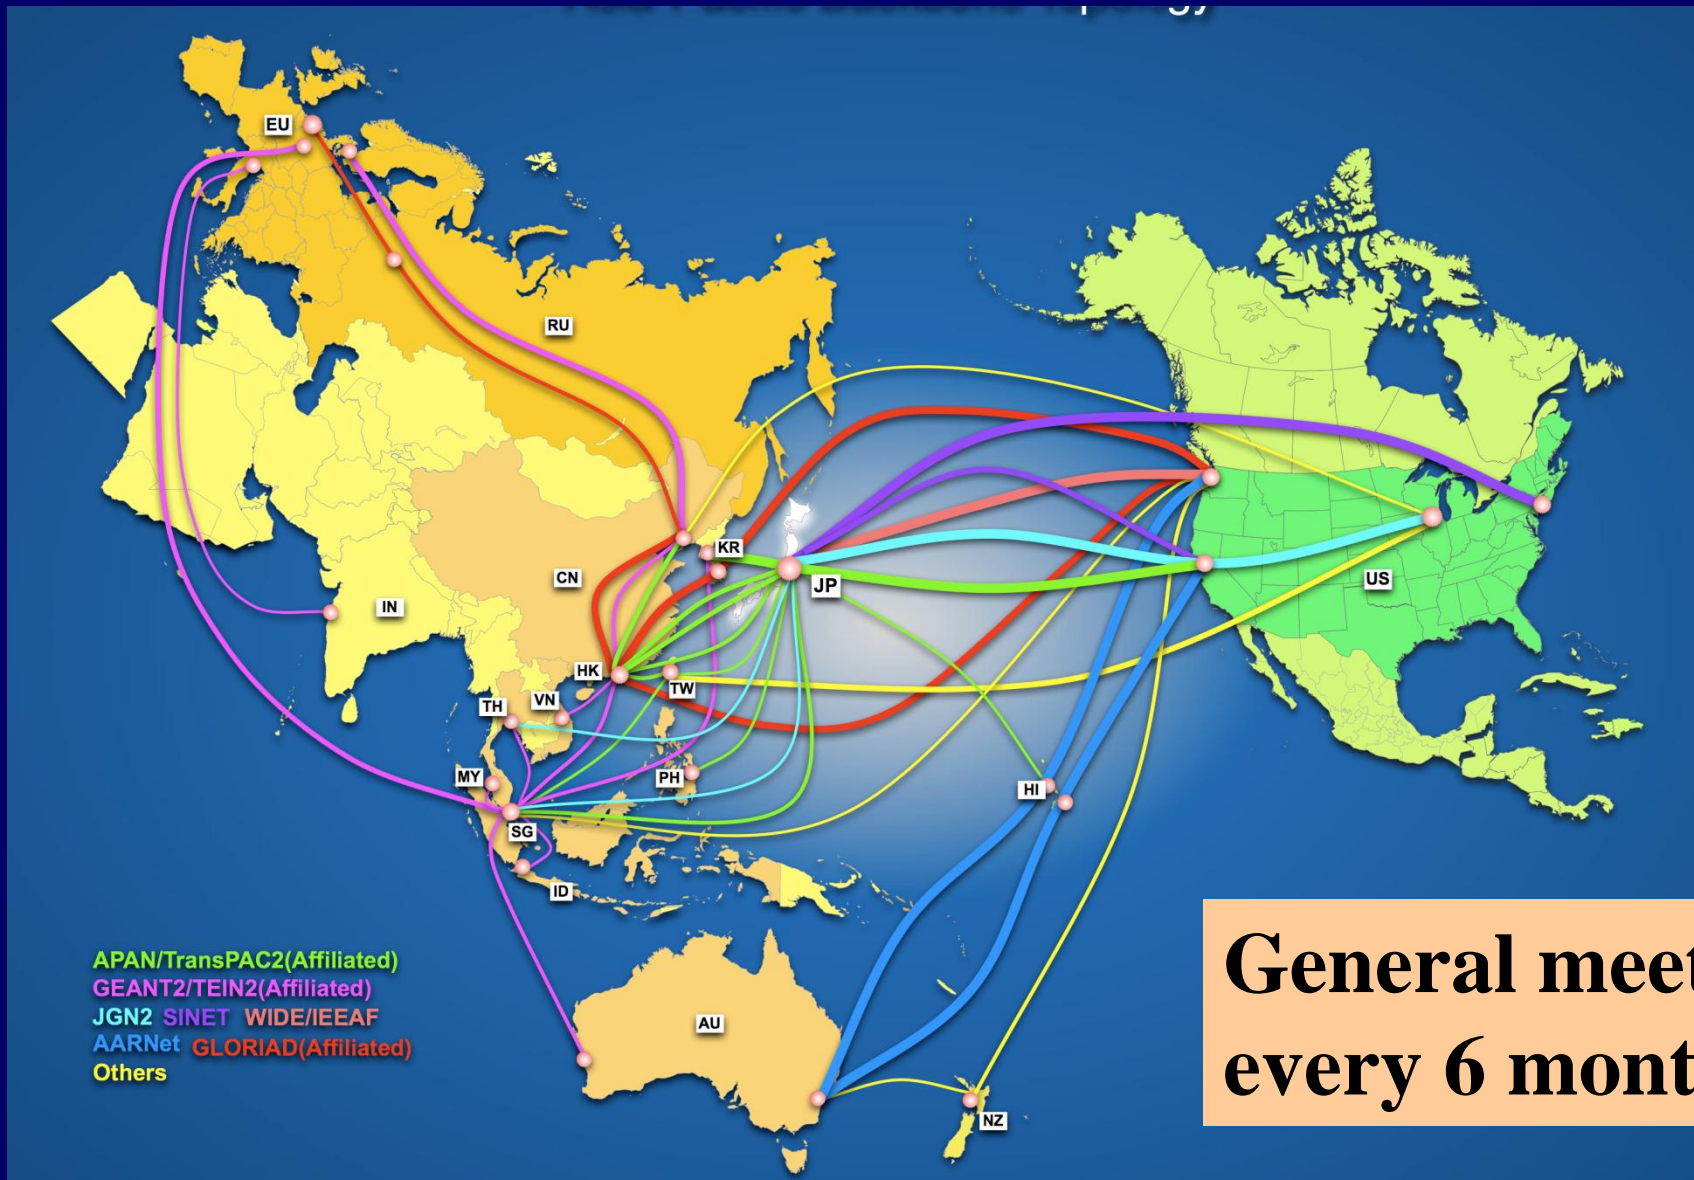 EU
RU
KR
CN
JP
US
IN
HK
TW
TH
VN
MY
PH
HI
SG
ID
AU
NZ
APAN/TransPAC2(Affiliated)
GEANT2/TEIN2(Affiliated)
JGN2 SINET WIDE/IEEAF
AARNet GLORIAD(Affiliated)
Others
General meet
every 6 mont